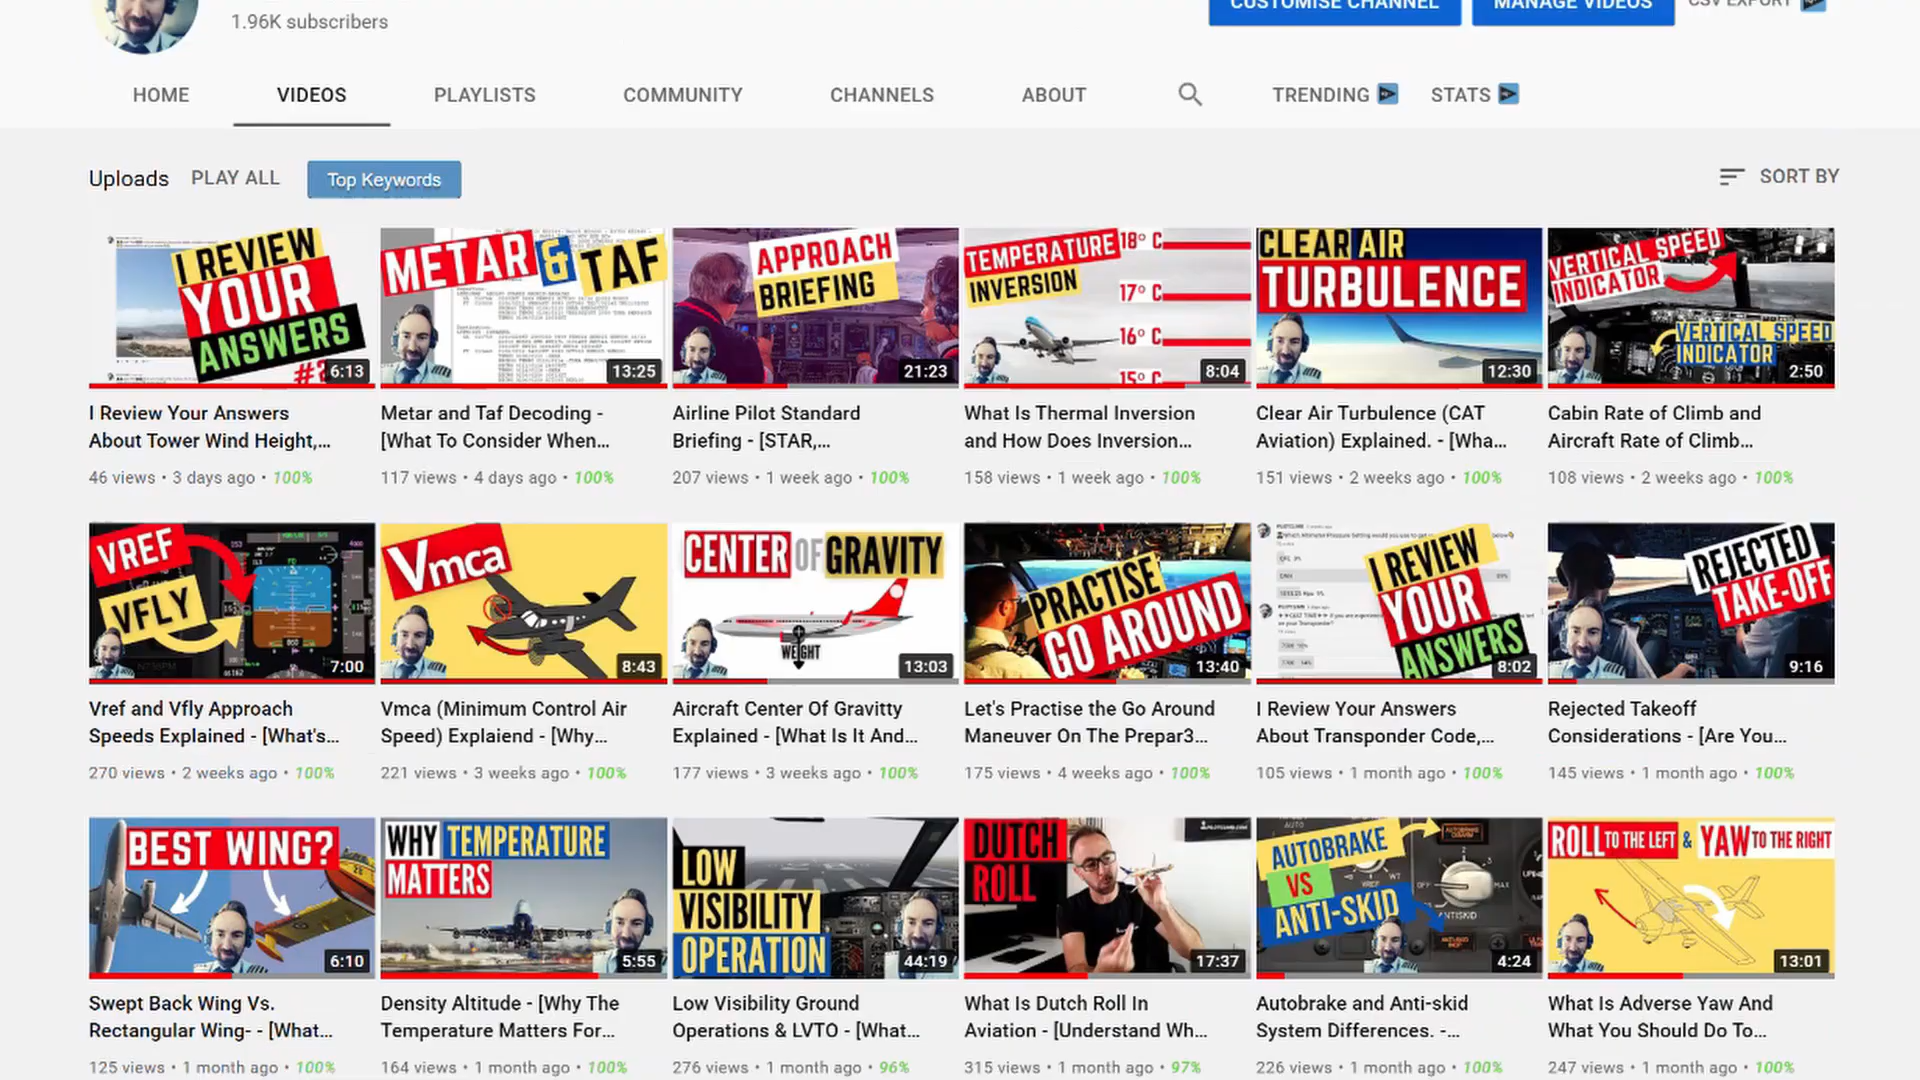 1.96K subscribers
CUSTOMISE CHANNEL
MANAGE VIDEOS
CSV EXPORT
HOME
VIDEOS
PLAYLISTS
COMMUNITY
CHANNELS
ABOUT
TRENDING
STATS
Uploads
PLAY ALL
Top Keywords
SORT BY
I REVIEW
YOUR
ANSWERS
6:13
METAR & TAF
13:25
APPROACH
BRIEFING
21:23
TEMPERATURE
INVERSION
18º C
17º C
16º C
15º C
8:04
CLEAR AIR
TURBULENCE
12:30
VERTICAL SPEED
INDICATOR
VERTICAL SPEED
INDICATOR
2:50
I Review Your Answers
About Tower Wind Height,...
46 views • 3 days ago • 100%
Metar and Taf Decoding -
[What To Consider When...
117 views • 4 days ago • 100%
Airline Pilot Standard
Briefing - [STAR,...
207 views • 1 week ago • 100%
What Is Thermal Inversion
and How Does Inversion...
158 views • 1 week ago • 100%
Clear Air Turbulence (CAT
Aviation) Explained. - [Wha...
151 views • 2 weeks ago • 100%
Cabin Rate of Climb and
Aircraft Rate of Climb...
108 views • 2 weeks ago • 100%
VREF
VFLY
7:00
Vmca
8:43
CENTER OF GRAVITY
WEIGHT
13:03
PRACTISE
GO AROUND
13:40
I REVIEW
YOUR
ANSWERS
8:02
REJECTED
TAKE-OFF
9:16
Vref and Vfly Approach
Speeds Explained - [What's...
270 views • 2 weeks ago • 100%
Vmca (Minimum Control Air
Speed) Explaiend - [Why...
221 views • 3 weeks ago • 100%
Aircraft Center Of Gravitty
Explained - [What Is It And...
177 views • 3 weeks ago • 100%
Let's Practise the Go Around
Maneuver On The Prepar3...
175 views • 4 weeks ago • 100%
I Review Your Answers
About Transponder Code,...
105 views • 1 month ago • 100%
Rejected Takeoff
Considerations - [Are You...
145 views • 1 month ago • 100%
BEST WING?
6:10
WHY TEMPERATURE
MATTERS
5:55
LOW
VISIBILITY
OPERATION
44:19
DUTCH
ROLL
PILOTCLIMB.COM
17:37
AUTOBRAKE
VS
ANTI-SKID
OFF
MAX
ANTISKID
4:24
ROLL TO THE LEFT & YAW TO THE RIGHT
13:01
Swept Back Wing Vs.
Rectangular Wing- - [What...
125 views • 1 month ago • 100%
Density Altitude - [Why The
Temperature Matters For...
164 views • 1 month ago • 100%
Low Visibility Ground
Operations & LVTO - [What...
276 views • 1 month ago • 96%
What Is Dutch Roll In
Aviation - [Understand Wh...
315 views • 1 month ago • 97%
Autobrake and Anti-skid
System Differences. -...
226 views • 1 month ago • 100%
What Is Adverse Yaw And
What You Should Do To...
247 views • 1 month ago • 100%